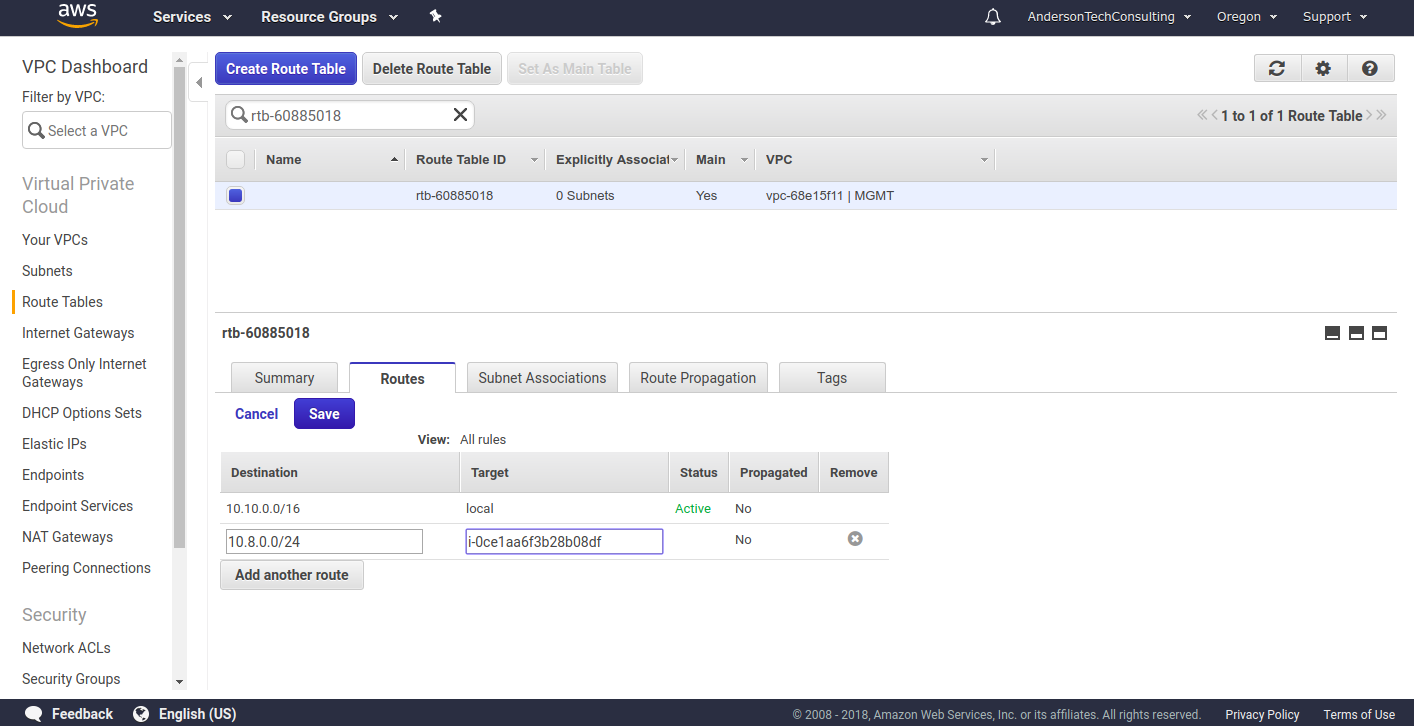 aws Services Resource Groups AndersonTechConsulting Oregon Support
VPC Dashboard
Filter by VPC:
Select a VPC
Virtual Private
Cloud
Your VPCs
Subnets
Route Tables
Internet Gateways
Egress Only Internet
Gateways
DHCP Options Sets
Elastic IPs
Endpoints
Endpoint Services
NAT Gateways
Peering Connections
Security
Network ACLs
Security Groups
Create Route Table Delete Route Table Set As Main Table
rtb-60885018 1 to 1 of 1 Route Table
Name Route Table ID Explicitly Associat Main VPC
rtb-60885018 0 Subnets Yes vpc-68e15f11 | MGMT
rtb-60885018
Summary Routes Subnet Associations Route Propagation Tags
Cancel Save
View: All rules
Destination Target Status Propagated Remove
10.10.0.0/16 local Active No
10.8.0.0/24 i-0ce1aa6f3b28b08df No
Add another route
Feedback English (US) © 2008 - 2018, Amazon Web Services, Inc. or its affiliates. All rights reserved. Privacy Policy Terms of Use